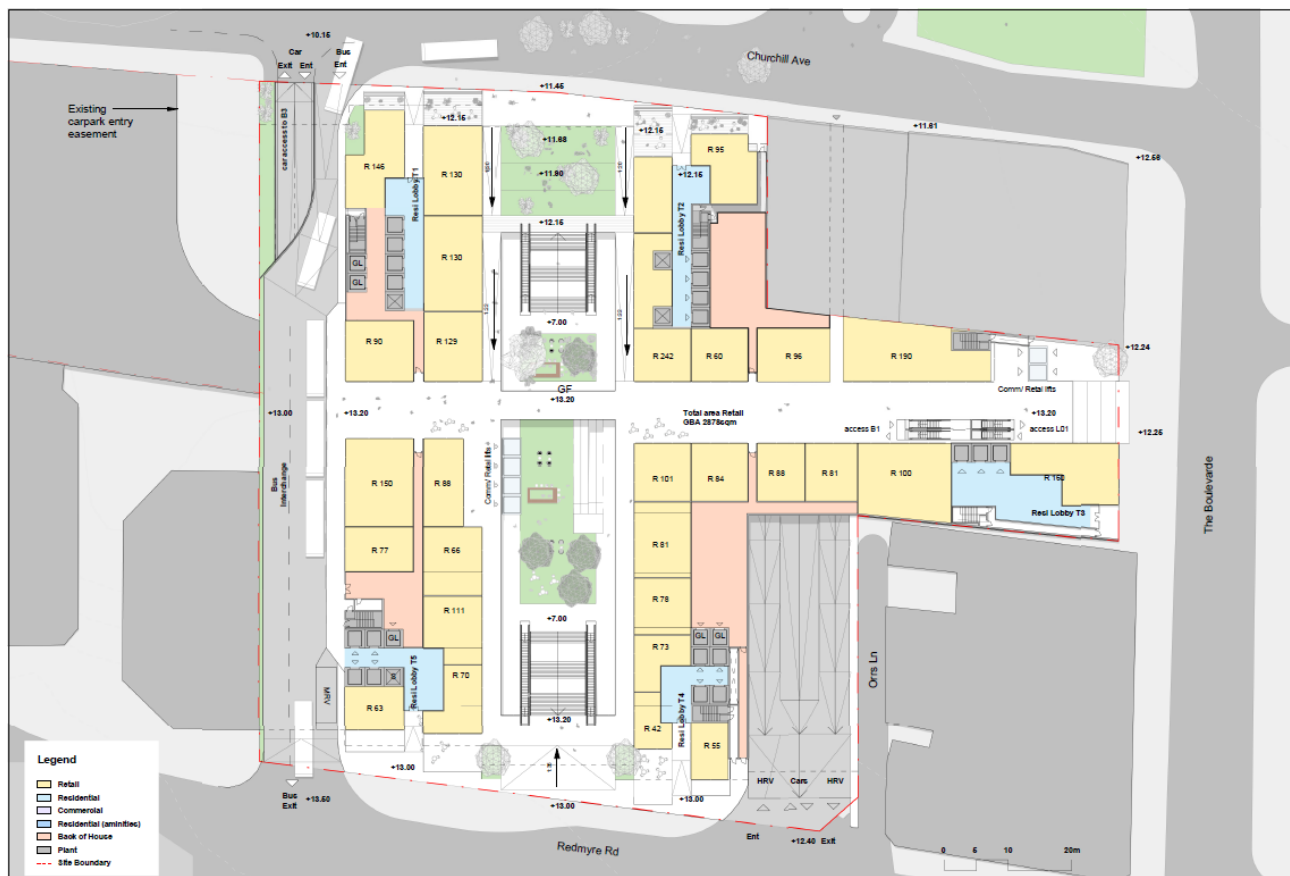 +10.15
Car
Bus
Exit
Ent
Ent
Churchill Ave
Existing
carpark entry
easement
car access to B3
+11.45
+12.15
+12.15
+11.61
+12.56
+11.68
+11.80
+12.15
+12.15
R 146
R 130
R 95
Resi Lobby T1
Resi Lobby T2
GL
GL
R 130
+7.00
R 90
R 129
R 242
R 60
R 96
R 190
+12.24
Comm/ Retal lifts
GF
+13.00
+13.20
+13.20
Total area Retail
GBA 2878sqm
+13.20
access B1
access L01
+12.25
Bus
Interchange
R 150
R 88
Comm/ Retal lifts
R 101
R 84
R 88
R 81
R 100
R 160
Resi Lobby T3
The Boulevarde
R 77
R 66
R 81
R 111
R 78
+7.00
GL
R 73
GL
GL
Orrs Ln
Resi Lobby T5
R 70
Resi Lobby T4
MRV
R 63
R 42
R 55
+13.20
+13.00
+13.00
+13.00
HRV
Cars
HRV
Bus
Exit
+13.50
Ent
+12.40
Exit
Redmyre Rd
Legend
Retail
Residential
Commercial
Residential (aminities)
Back of House
Plant
Site Boundary
0
5
10
20m